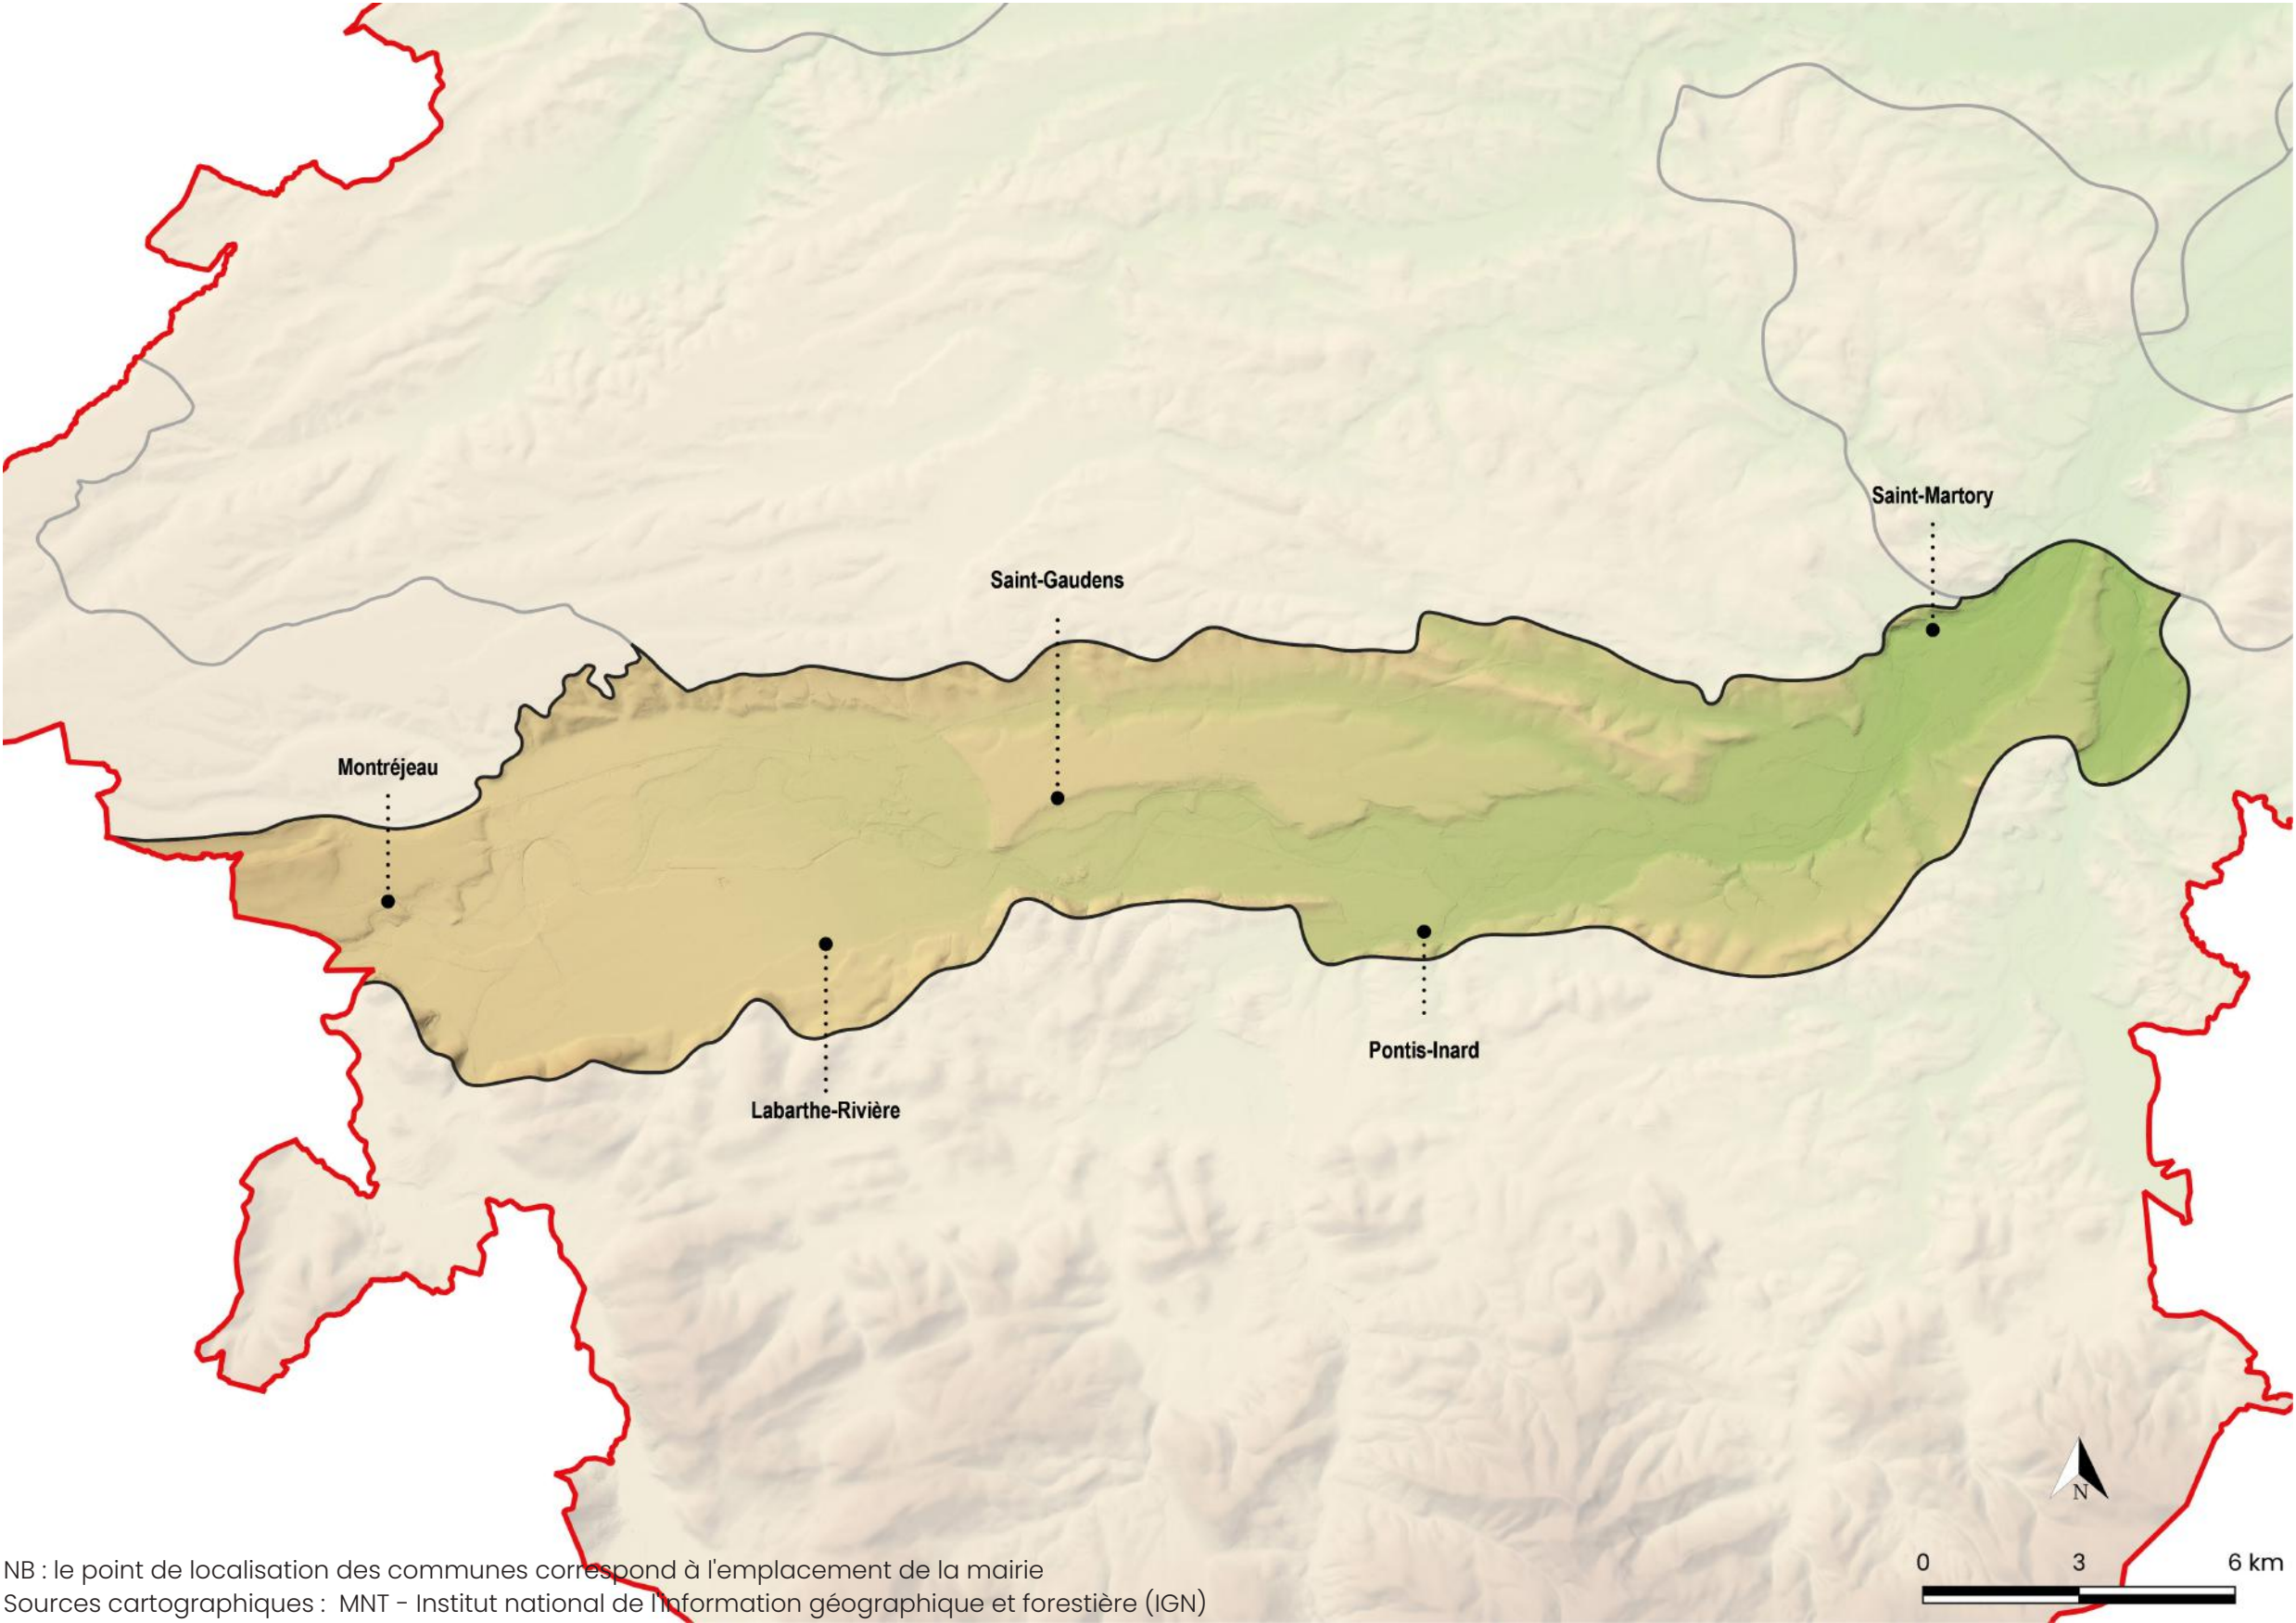 Saint-Martory
Saint-Gaudens
Montréjeau
Pontis-Inard
Labarthe-Rivière
N
0 3 6 km
NB : le point de localisation des communes correspond à l'emplacement de la mairie
Sources cartographiques : MNT - Institut national de l'information géographique et forestière (IGN)